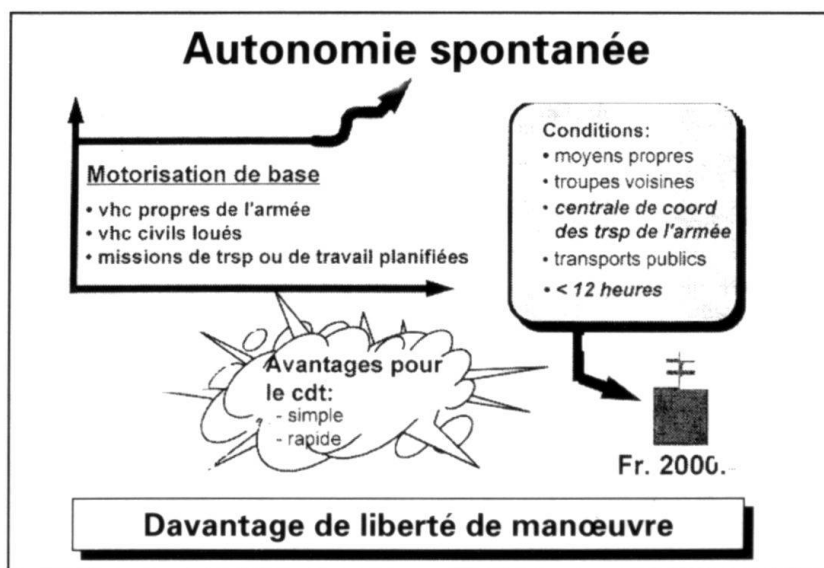 Autonomie spontanée
Motorisation de base
• vhc propres de l'armée
• vhc civils loués
• missions de trsp ou de travail planifiées
Conditions:
• moyens propres
• troupes voisines
• centrale de coord
des trsp de l'armée
• transports publics
• < 12 heures
Avantages pour
le cdt:
- simple
- rapide
Fr. 2000.-
Davantage de liberté de manœuvre